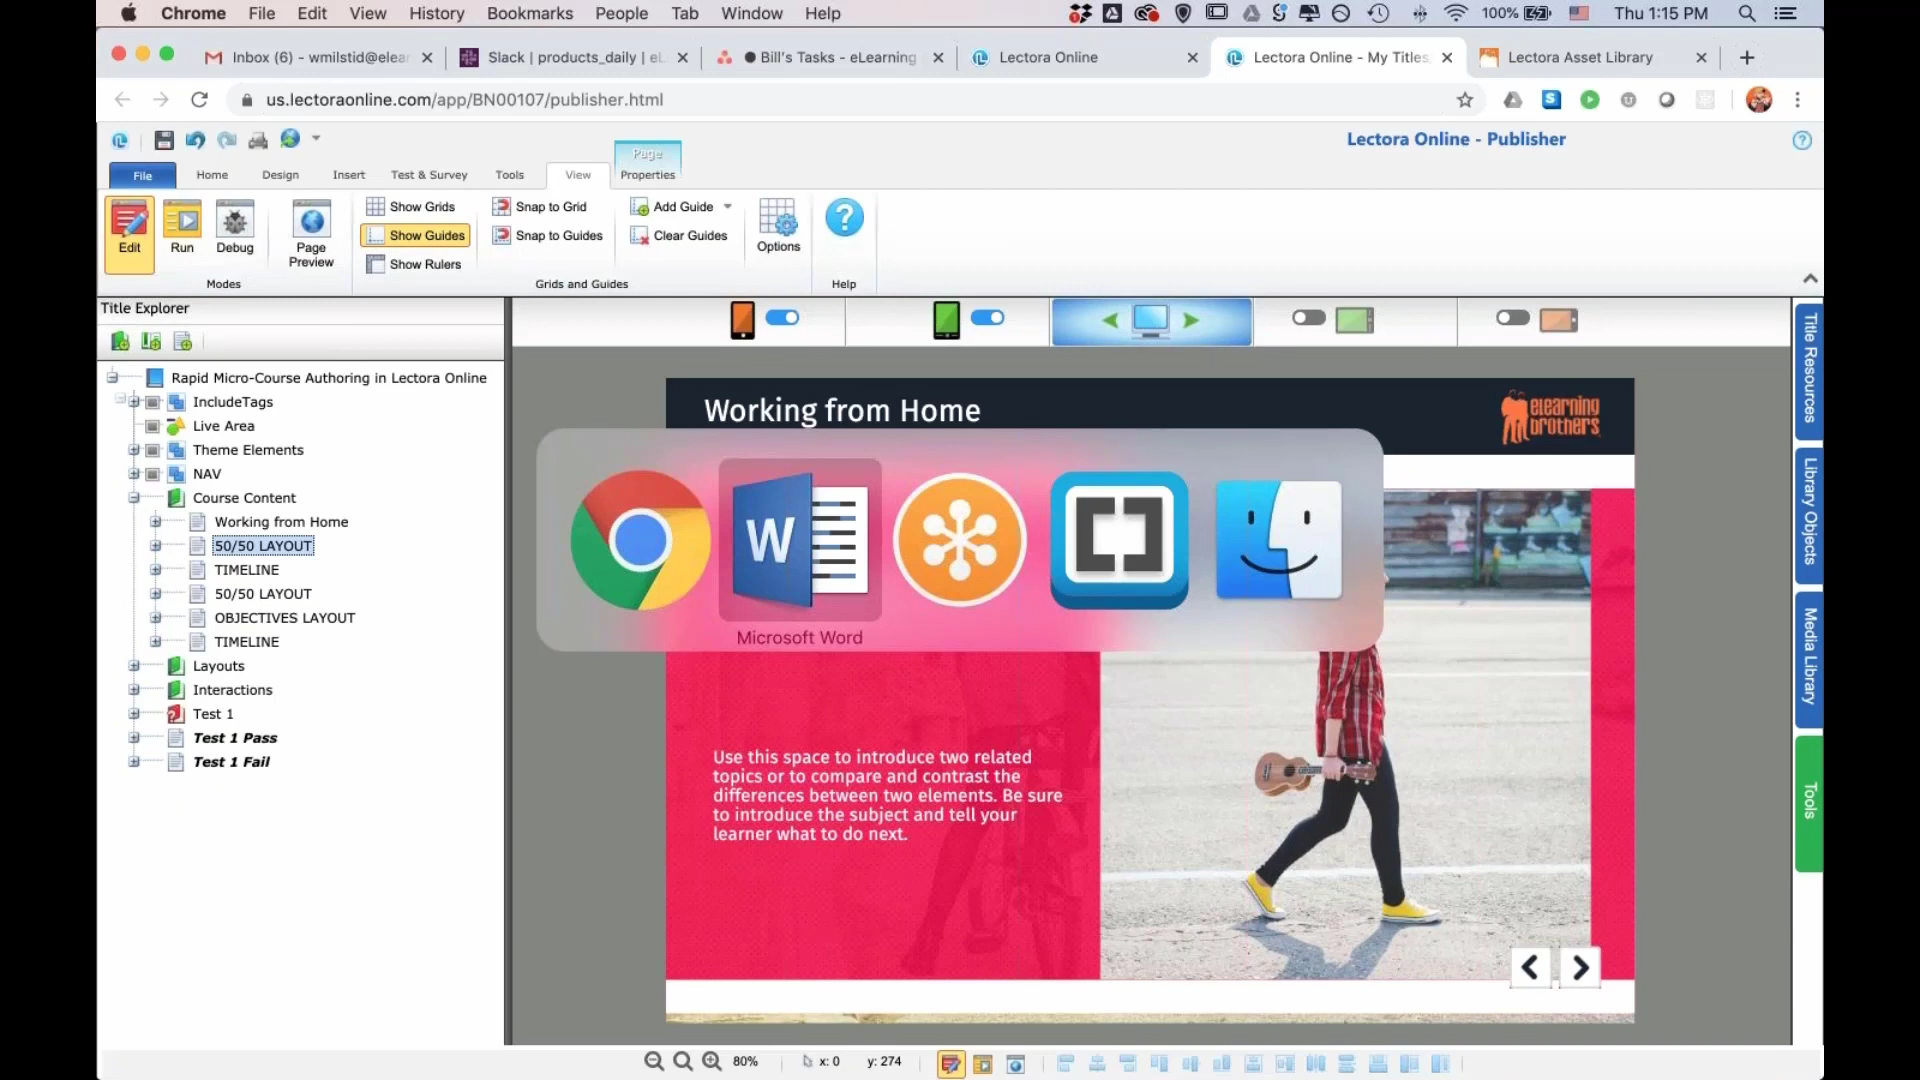 Chrome File Edit View History Bookmarks People Tab Window Help 100% Thu 1:15 PM
Inbox (6) - wmilstid@elear Slack | products_daily | eL Bill's Tasks - eLearning Lectora Online Lectora Online - My Titles, Lectora Asset Library
us.lectoraonline.com/app/BN00107/publisher.html
Lectora Online - Publisher
Page
File Home Design Insert Test & Survey Tools View Properties
Show Grids Snap to Grid Add Guide
Edit Run Debug Page Preview Show Guides Snap to Guides Clear Guides Options
Show Rulers
Modes Grids and Guides Help
Title Explorer
Rapid Micro-Course Authoring in Lectora Online
IncludeTags
Live Area
Theme Elements
NAV
Course Content
Working from Home
50/50 LAYOUT
TIMELINE
50/50 LAYOUT
OBJECTIVES LAYOUT
TIMELINE
Layouts
Interactions
Test 1
Test 1 Pass
Test 1 Fail
Working from Home
elearning
brothers
W
Microsoft Word
Use this space to introduce two related
topics or to compare and contrast the
differences between two elements. Be sure
to introduce the subject and tell your
learner what to do next.
Title Resources
Library Objects
Media Library
Tools
80% x: 0 y: 274